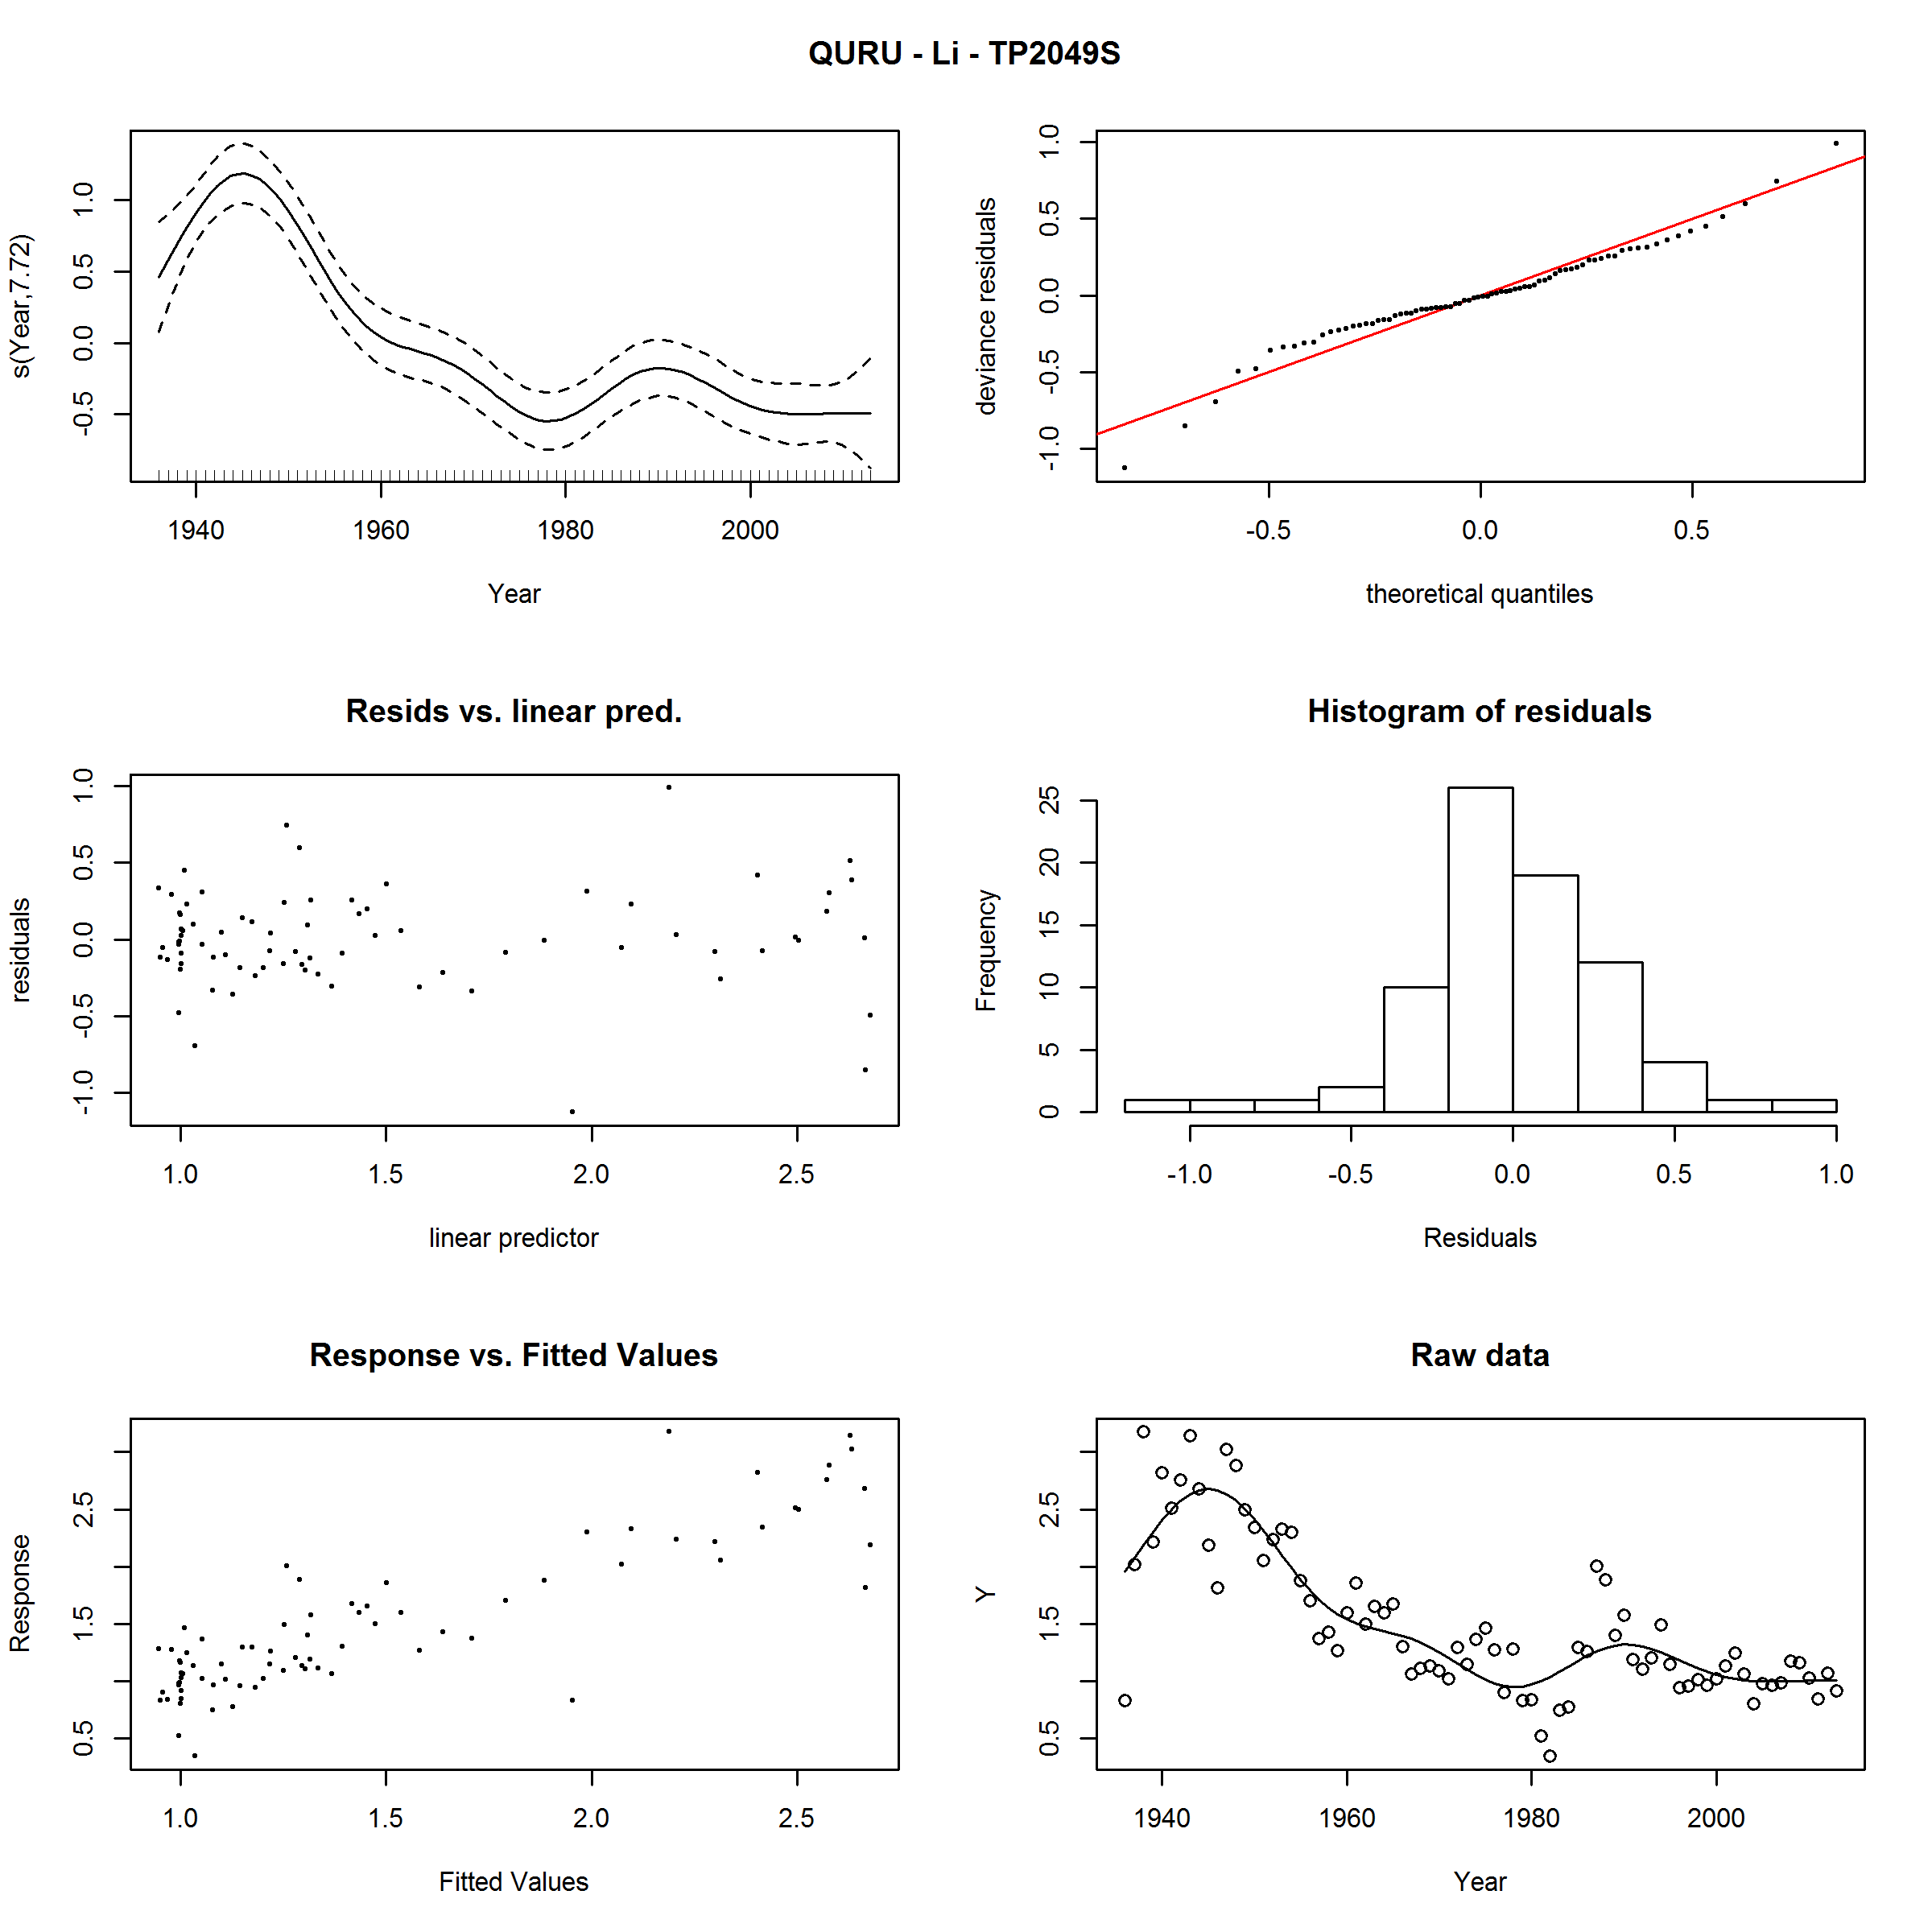 QURU - Li - TP2049S
s(Year,7.72)
-0.5 0.0 0.5 1.0
1940 1960 1980 2000
Year
deviance residuals
-1.0 -0.5 0.0 0.5 1.0
-0.5 0.0 0.5
theoretical quantiles
Resids vs. linear pred.
residuals
-1.0 -0.5 0.0 0.5 1.0
1.0 1.5 2.0 2.5
linear predictor
Histogram of residuals
Frequency
0 5 10 15 20 25
-1.0 -0.5 0.0 0.5 1.0
Residuals
Response vs. Fitted Values
Response
0.5 1.5 2.5
1.0 1.5 2.0 2.5
Fitted Values
Raw data
Y
0.5 1.5 2.5
1940 1960 1980 2000
Year